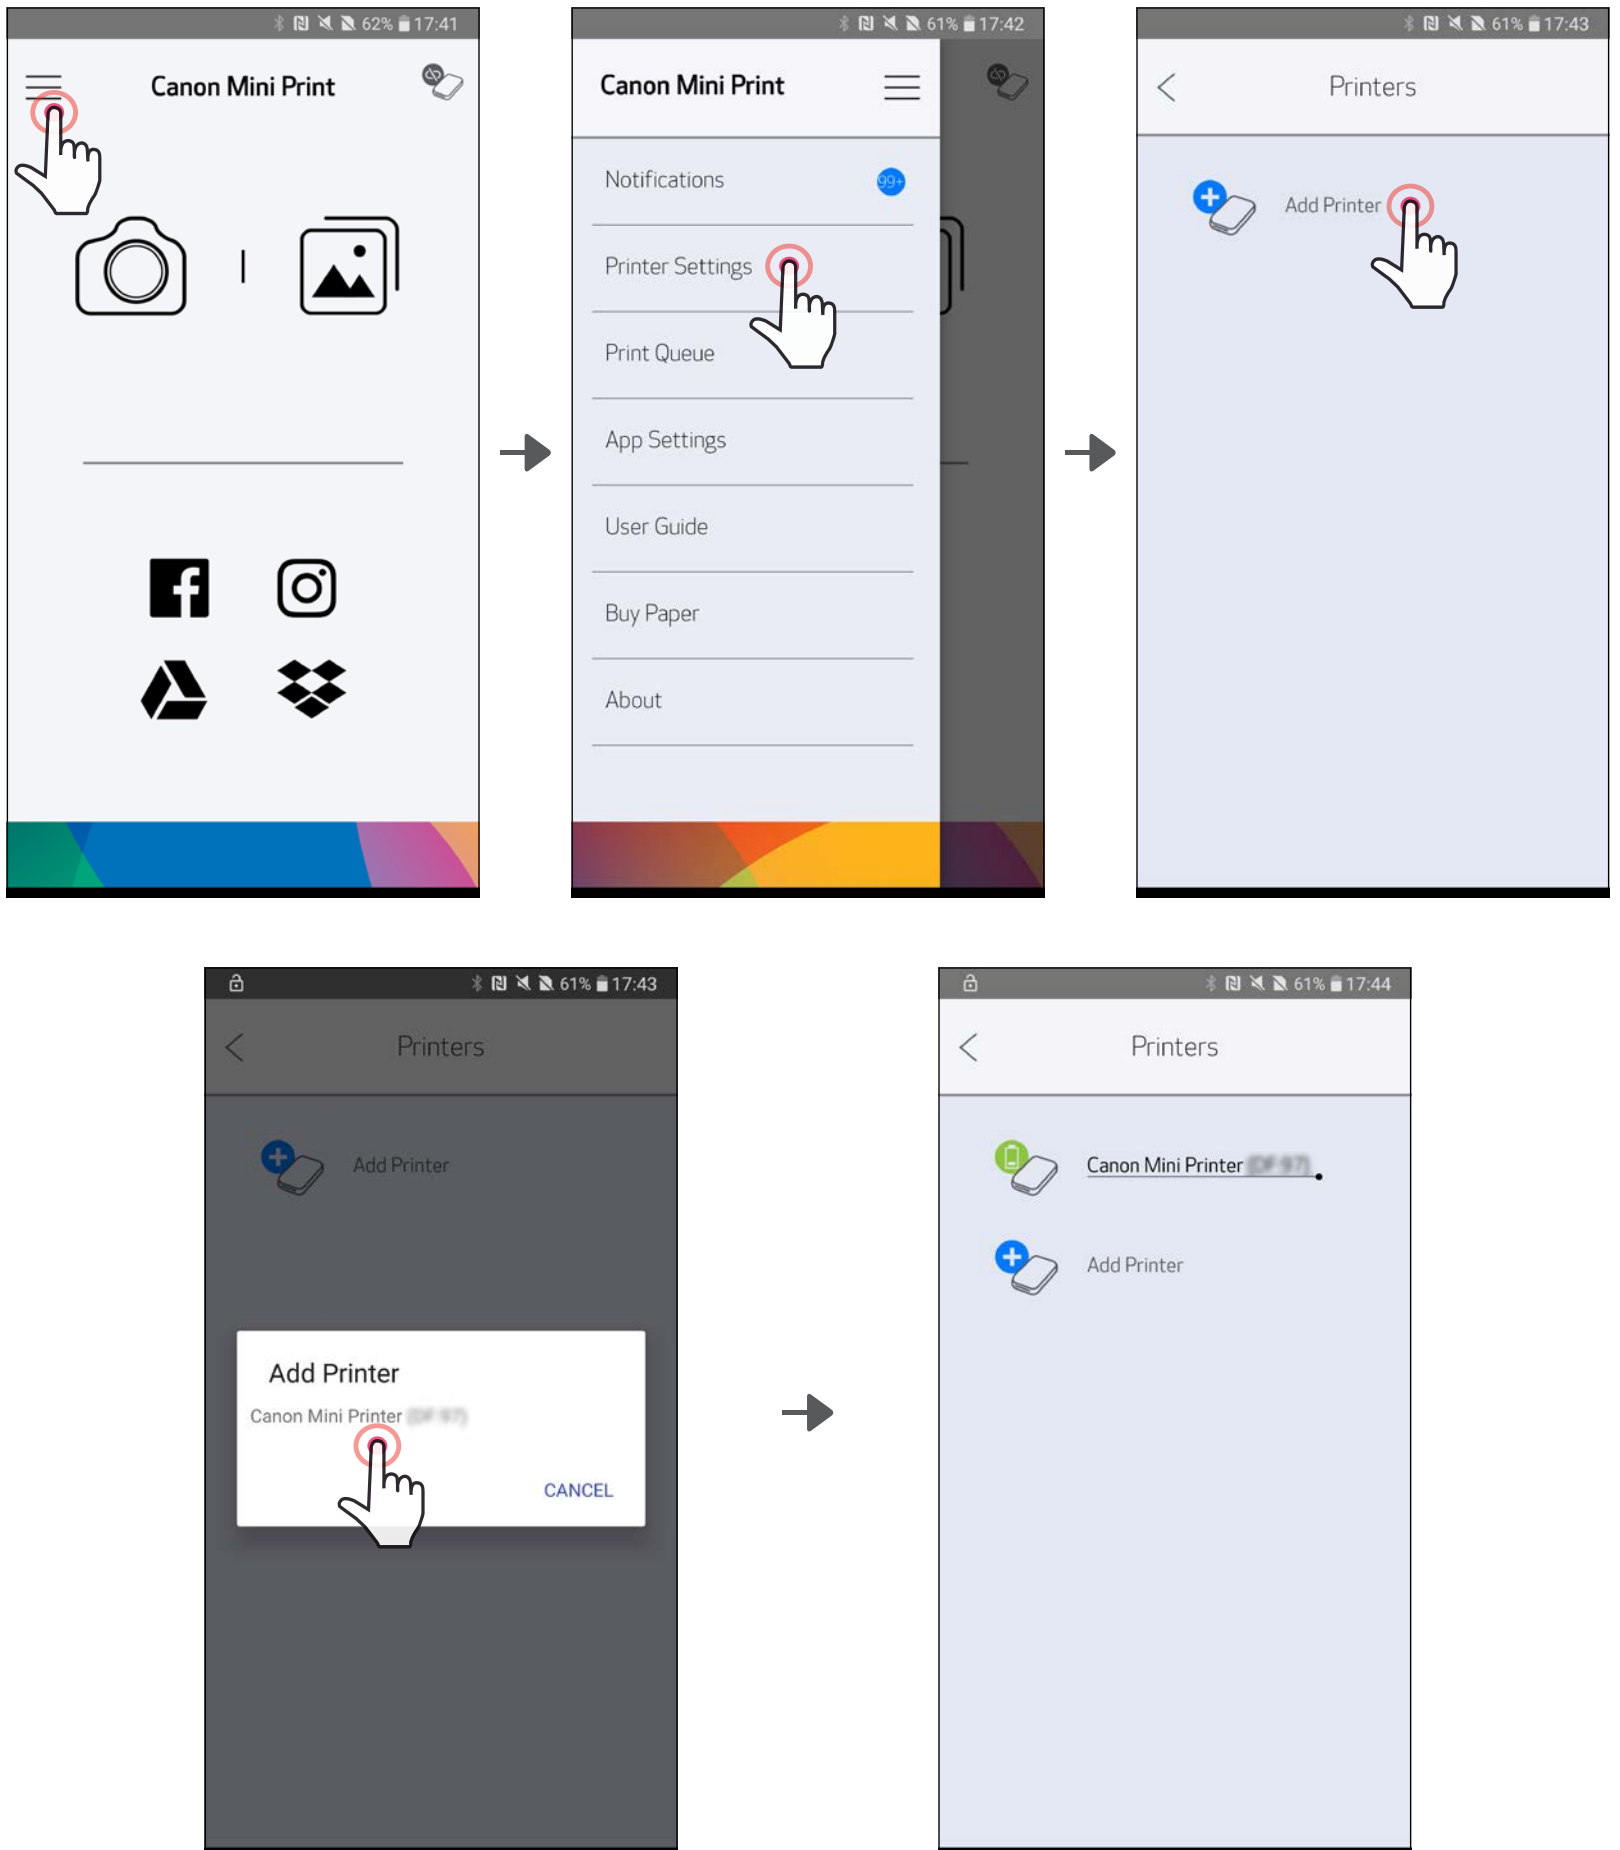 62% 17:41
Canon Mini Print
61% 17:42
Canon Mini Print
Notifications
99+
Printer Settings
Print Queue
App Settings
User Guide
Buy Paper
About
61% 17:43
Printers
Add Printer
61% 17:43
Printers
Add Printer
Add Printer
Canon Mini Printer
CANCEL
61% 17:44
Printers
Canon Mini Printer
Add Printer